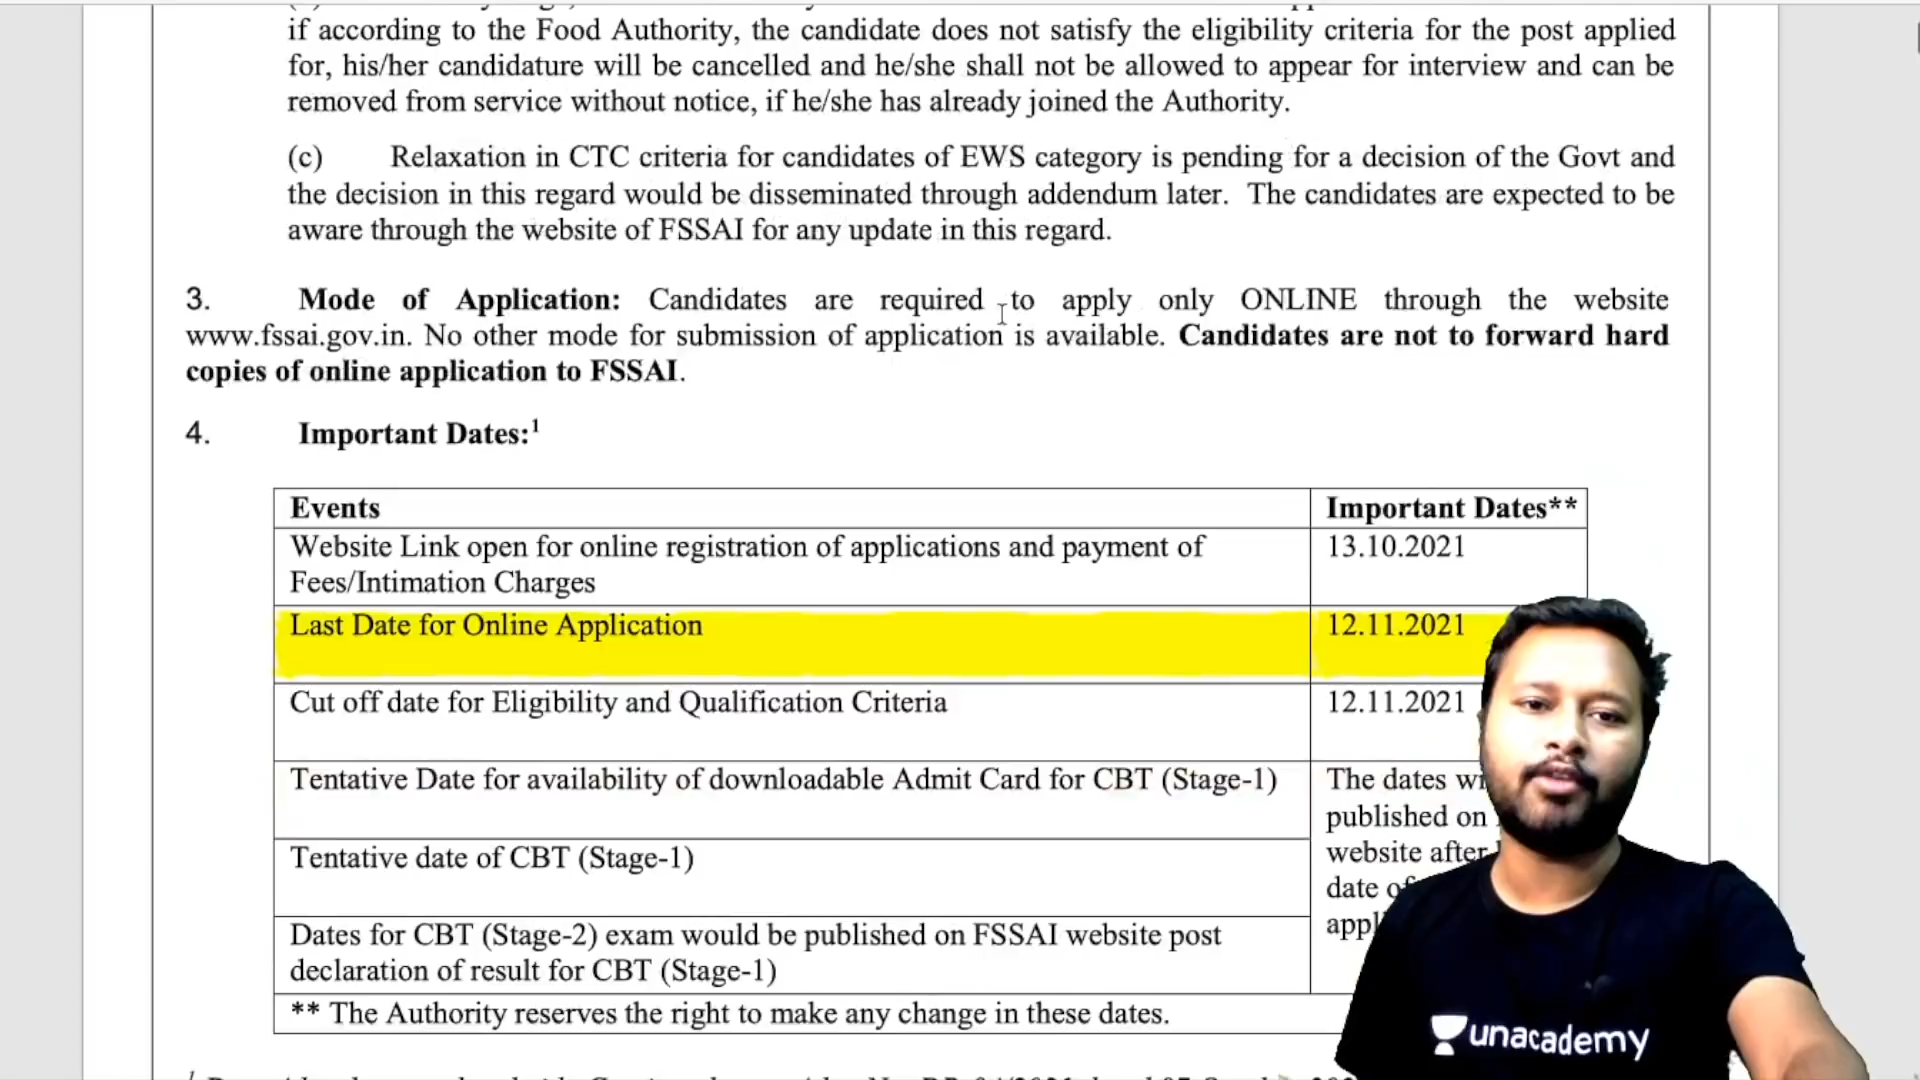 if according to the Food Authority, the candidate does not satisfy the eligibility criteria for the post applied
for, his/her candidature will be cancelled and he/she shall not be allowed to appear for interview and can be
removed from service without notice, if he/she has already joined the Authority.
(c) Relaxation in CTC criteria for candidates of EWS category is pending for a decision of the Govt and
the decision in this regard would be disseminated through addendum later. The candidates are expected to be
aware through the website of FSSAI for any update in this regard.
3. Mode of Application: Candidates are required to apply only ONLINE through the website
www.fssai.gov.in. No other mode for submission of application is available. Candidates are not to forward hard
copies of online application to FSSAI.
4. Important Dates:¹
Events Important Dates**
Website Link open for online registration of applications and payment of 13.10.2021
Fees/Intimation Charges
Last Date for Online Application 12.11.2021
Cut off date for Eligibility and Qualification Criteria 12.11.2021
Tentative Date for availability of downloadable Admit Card for CBT (Stage-1) The dates
published on
website after
date
Tentative date of CBT (Stage-1)
Dates for CBT (Stage-2) exam would be published on FSSAI website post
declaration of result for CBT (Stage-1)
** The Authority reserves the right to make any change in these dates.
unacademy